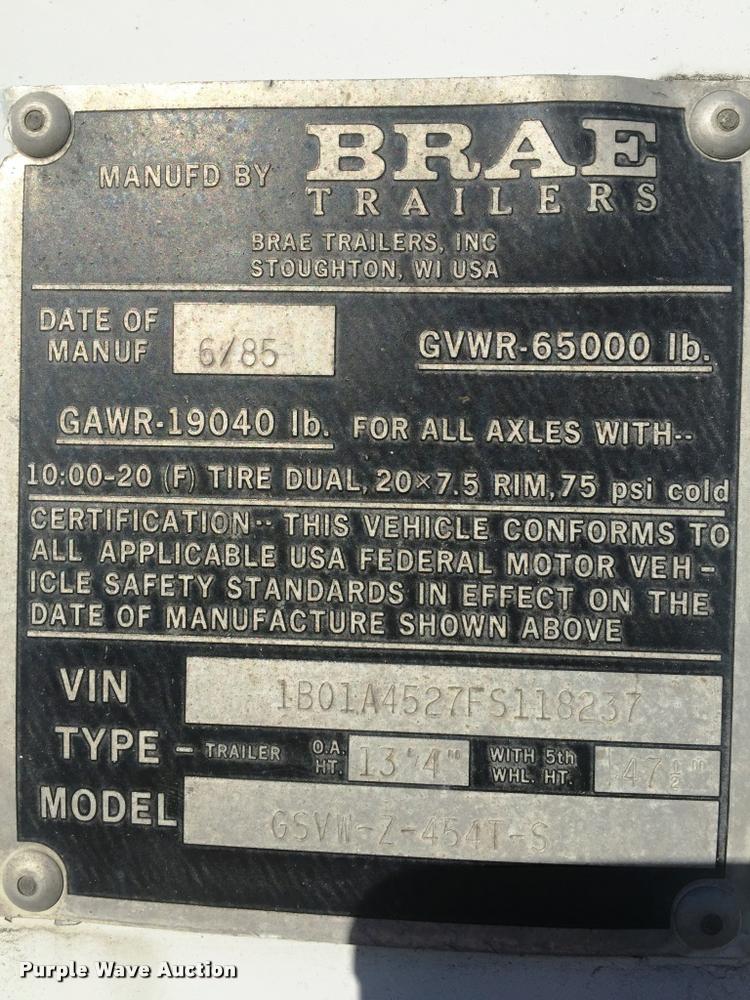 MANUFD BY BRAE
TRAILERS
BRAE TRAILERS, INC
STOUGHTON, WI USA
DATE OF MANUF 6/85 GVWR-65000 lb.
GAWR-19040 lb. FOR ALL AXLES WITH--
10:00-20 (F) TIRE DUAL, 20×7.5 RIM, 75 psi cold
CERTIFICATION-- THIS VEHICLE CONFORMS TO
ALL APPLICABLE USA FEDERAL MOTOR VEH-
ICLE SAFETY STANDARDS IN EFFECT ON THE
DATE OF MANUFACTURE SHOWN ABOVE
VIN 1B01A4527FS118237
TYPE - TRAILER O.A. HT. 13'4" WITH 5th WHL. HT. 47 1/2"
MODEL GSVW-Z-454T-S
Purple Wave Auction